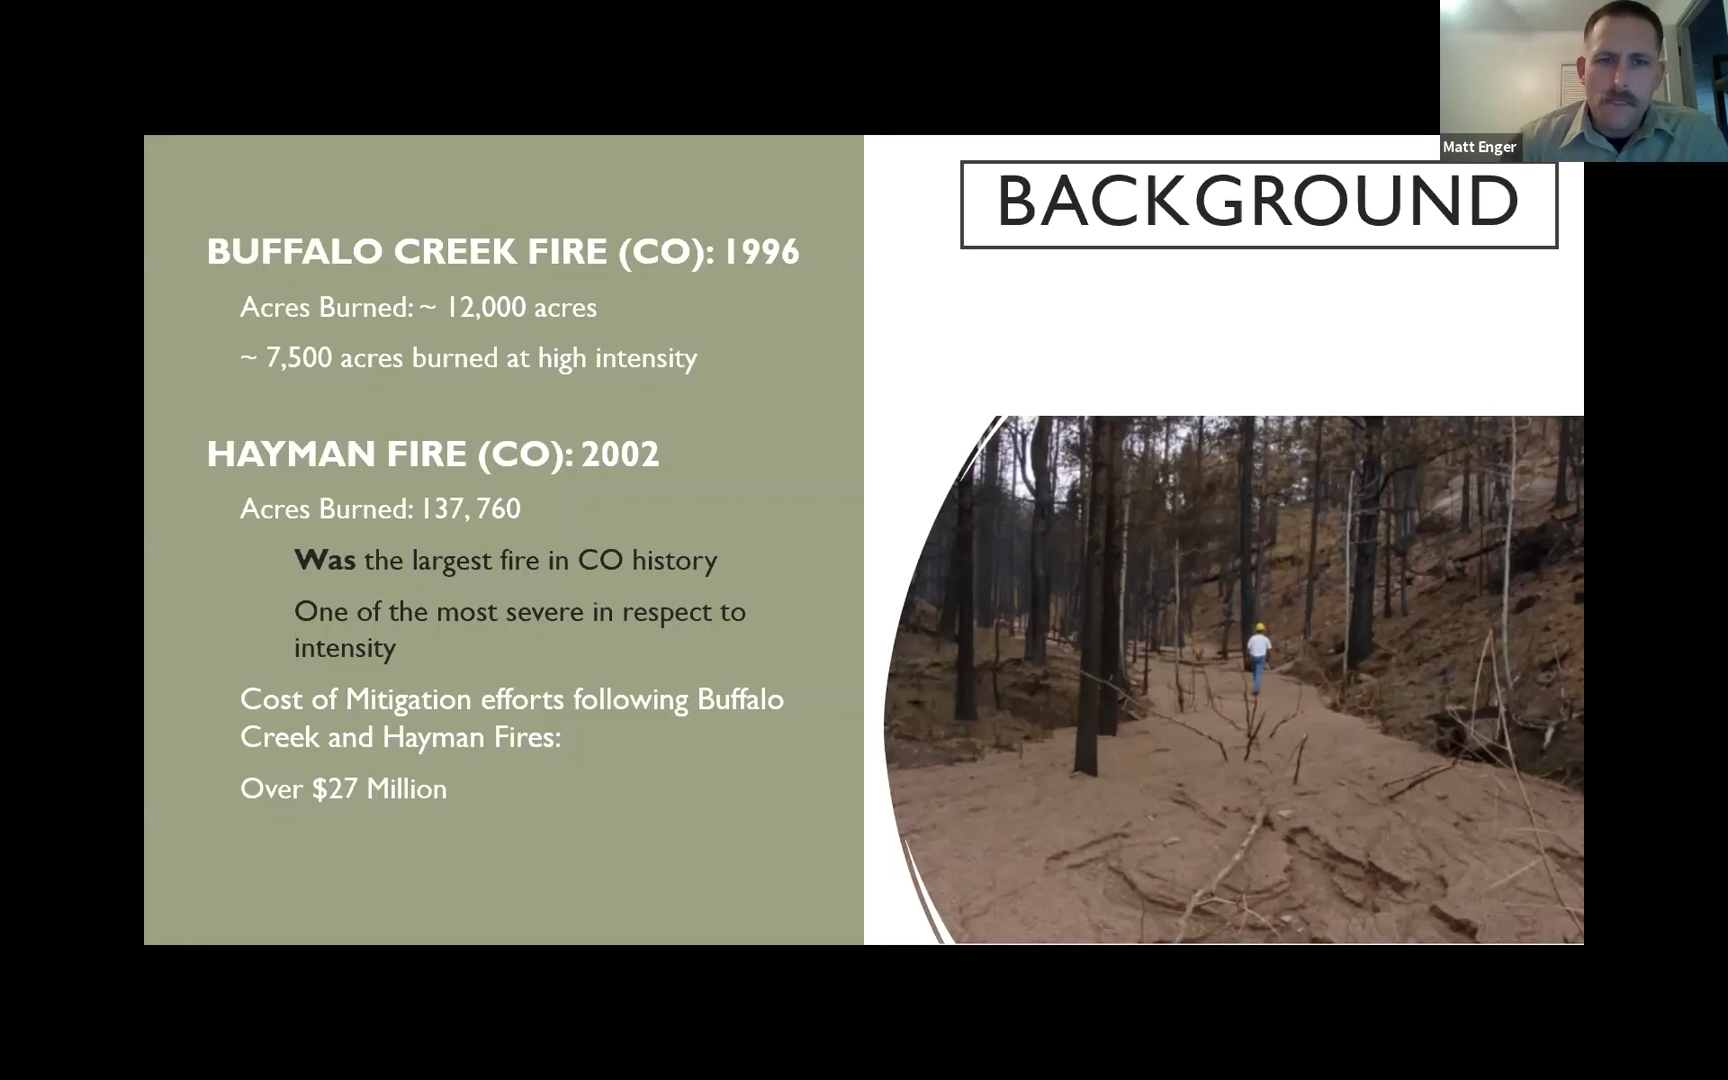 Matt Enger
BACKGROUND
BUFFALO CREEK FIRE (CO): 1996
Acres Burned: ~ 12,000 acres
~ 7,500 acres burned at high intensity
HAYMAN FIRE (CO): 2002
Acres Burned: 137, 760
Was the largest fire in CO history
One of the most severe in respect to
intensity
Cost of Mitigation efforts following Buffalo
Creek and Hayman Fires:
Over $27 Million